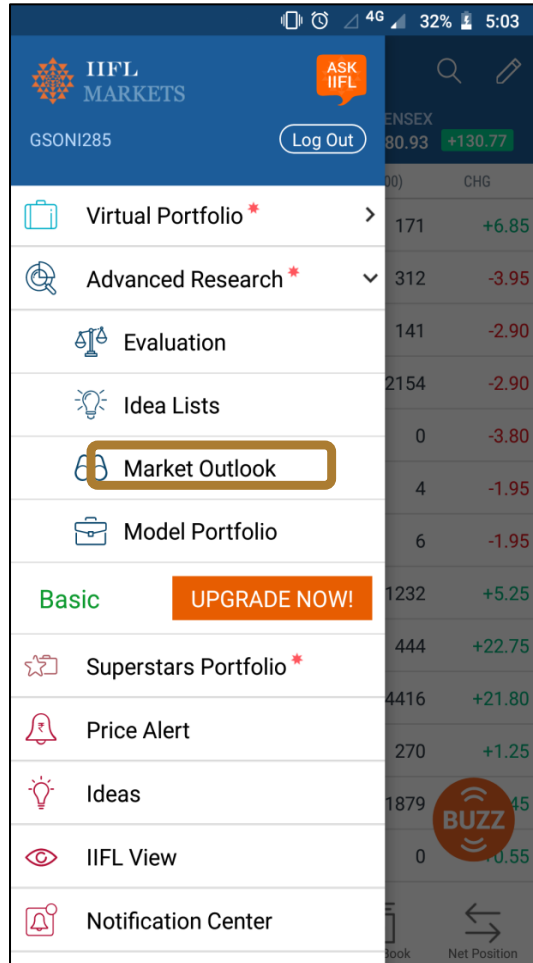 4G 32% 5:03
IIFL
MARKETS
ASK
IIFL
GSONI285
Log Out
ENSEX
80.93 +130.77
00) CHG
Virtual Portfolio *
171 +6.85
Advanced Research *
312 -3.95
Evaluation
141 -2.90
Idea Lists
2154 -2.90
Market Outlook
0 -3.80
4 -1.95
Model Portfolio
6 -1.95
Basic
UPGRADE NOW!
1232 +5.25
Superstars Portfolio *
444 +22.75
4416 +21.80
Price Alert
270 +1.25
Ideas
1879 45
BUZZ
IIFL View
0 0.55
Notification Center
Book Net Position